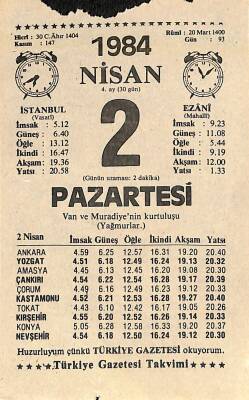 Hicrî : 30 C.Âhır 1404
Kasım : 147
Rûmî : 20 Mart 1400
Gün : 93
1984
NİSAN
4. ay (30 gün)
İSTANBUL
(Vasatî)
İmsak : 5.12
Güneş : 6.40
Öğle : 13.12
İkindi : 16.47
Akşam : 19.36
Yatsı : 20.58
2
(Günün uzaması: 2 dakika)
EZÂNÎ
(Mahallî)
İmsak : 9.23
Güneş : 11.08
Öğle : 5.44
İkindi : 9.19
Akşam : 12.00
Yatsı : 1.33
PAZARTESİ
Van ve Muradiye'nin kurtuluşu
(Yağmurlar.)
2 Nisan İmsak Güneş Öğle İkindi Akşam Yatsı
ANKARA 4.59 6.25 12.57 16.31 19.20 20.40
YOZGAT 4.51 6.18 12.49 16.24 19.13 20.33
AMASYA 4.45 6.13 12.45 16.20 19.08 20.31
ÇANKIRI 4.54 6.22 12.54 16.28 19.17 20.39
ÇORUM 4.49 6.16 12.49 16.23 19.12 20.33
KASTAMONU 4.52 6.21 12.53 16.28 19.27 20.40
TOKAT 4.43 6.10 12.42 16.17 19.05 20.26
KIRŞEHİR 4.55 6.20 12.52 16.26 19.14 20.33
KONYA 5.05 6.28 12.58 16.33 19.20 20.37
NEVŞEHİR 4.54 6.18 12.50 16.24 19.12 20.30
Huzurluyum çünkü TÜRKİYE GAZETESİ okuyorum.
★★★Türkiye Gazetesi Takvimi★★★